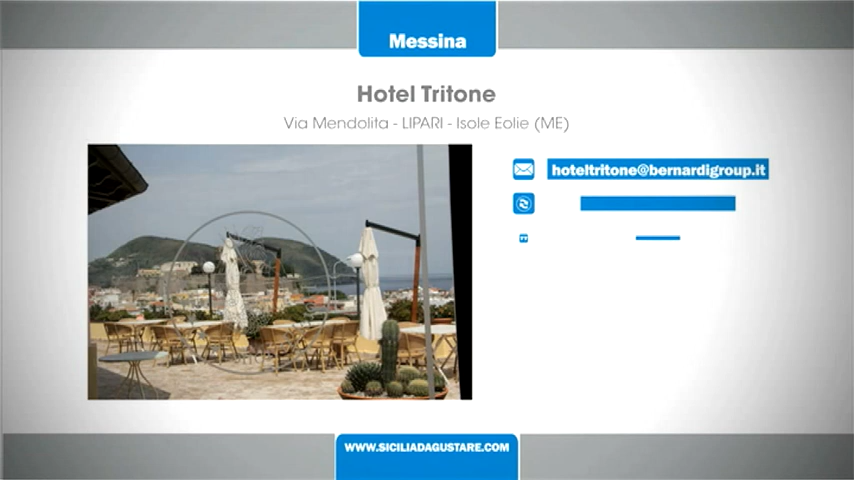 Messina
Hotel Tritone
Via Mendolita - LIPARI - Isole Eolie (ME)
hoteltritone@bernardigroup.it
WWW.SICILIADAGUSTARE.COM